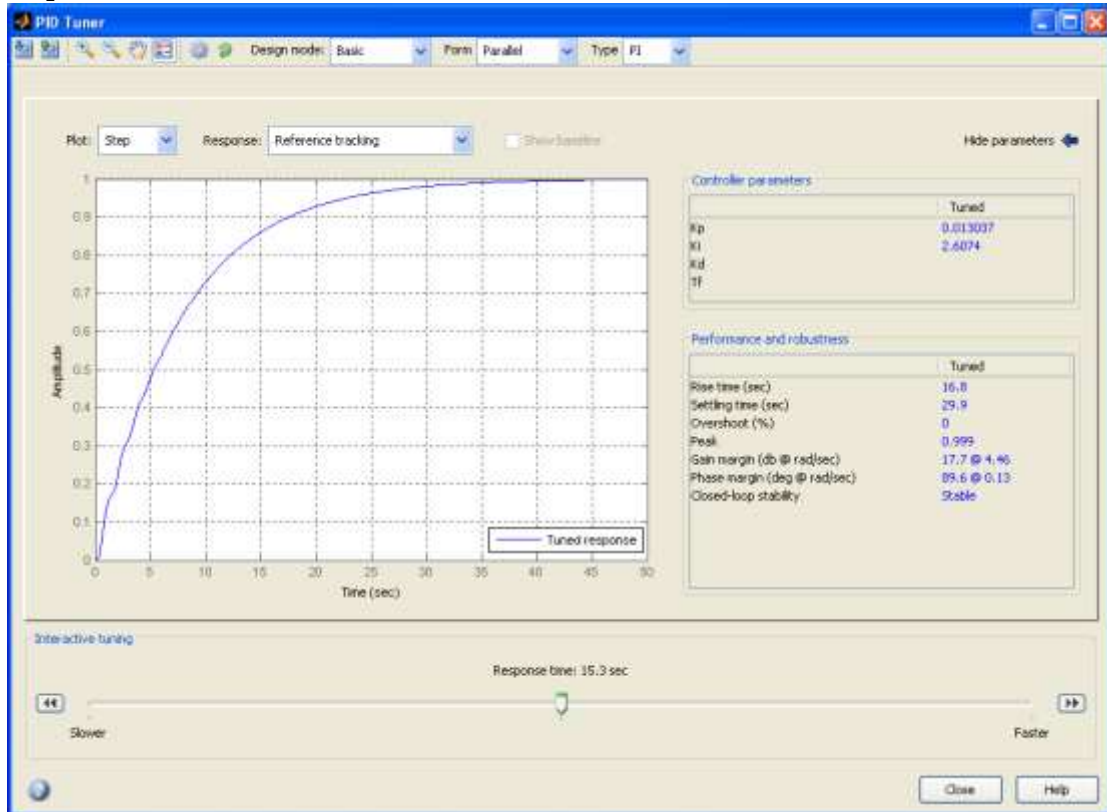 PID Tuner
Design mode: Basic Form Parallel Type PI
Plot: Step Response: Reference tracking Show baseline Hide parameters
Controller parameters
Tuned
Kp 0.013037
Ki 2.6074
Kd
Tf
Performance and robustness
Tuned
Rise time (sec) 16.8
Settling time (sec) 29.9
Overshoot (%) 0
Peak 0.999
Gain margin (db @ rad/sec) 17.7 @ 4.46
Phase margin (deg @ rad/sec) 89.6 @ 0.13
Closed-loop stability Stable
Amplitude
1
0.9
0.8
0.7
0.6
0.5
0.4
0.3
0.2
0.1
0
Tuned response
0 5 10 15 20 25 30 35 40 45 50
Time (sec)
Interactive tuning
Response time: 15.3 sec
Slower Faster
Close Help